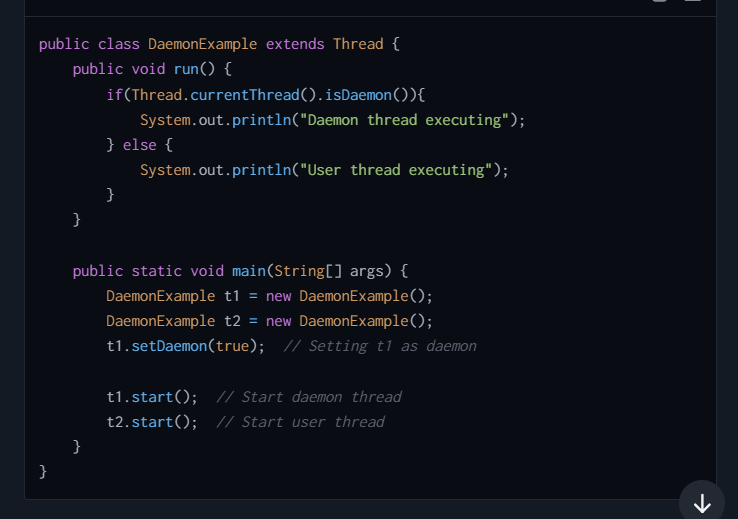 public class DaemonExample extends Thread {
    public void run() {
        if(Thread.currentThread().isDaemon()){
            System.out.println("Daemon thread executing");
        } else {
            System.out.println("User thread executing");
        }
    }

    public static void main(String[] args) {
        DaemonExample t1 = new DaemonExample();
        DaemonExample t2 = new DaemonExample();
        t1.setDaemon(true);  // Setting t1 as daemon

        t1.start();  // Start daemon thread
        t2.start();  // Start user thread
    }
}